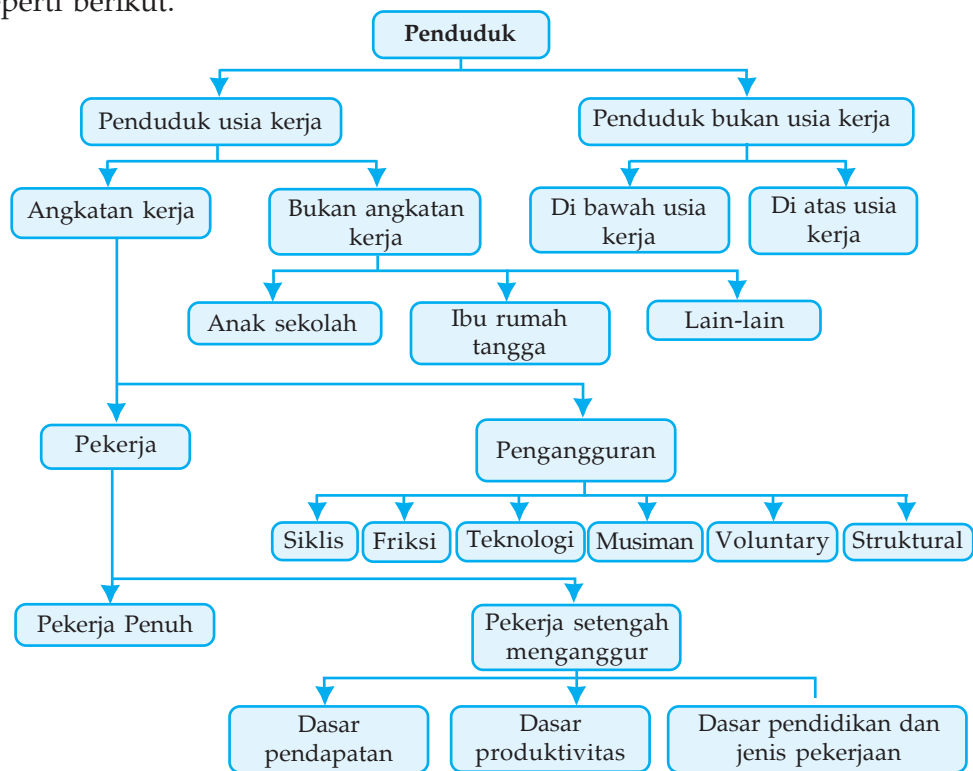 eperti berikut.
Penduduk
Penduduk usia kerja
Penduduk bukan usia kerja
Angkatan kerja
Bukan angkatan
kerja
Di bawah usia
kerja
Di atas usia
kerja
Anak sekolah
Ibu rumah
tangga
Lain-lain
Pekerja
Pengangguran
Siklis
Friksi
Teknologi
Musiman
Voluntary
Struktural
Pekerja Penuh
Pekerja setengah
menganggur
Dasar
pendapatan
Dasar
produktivitas
Dasar pendidikan dan
jenis pekerjaan